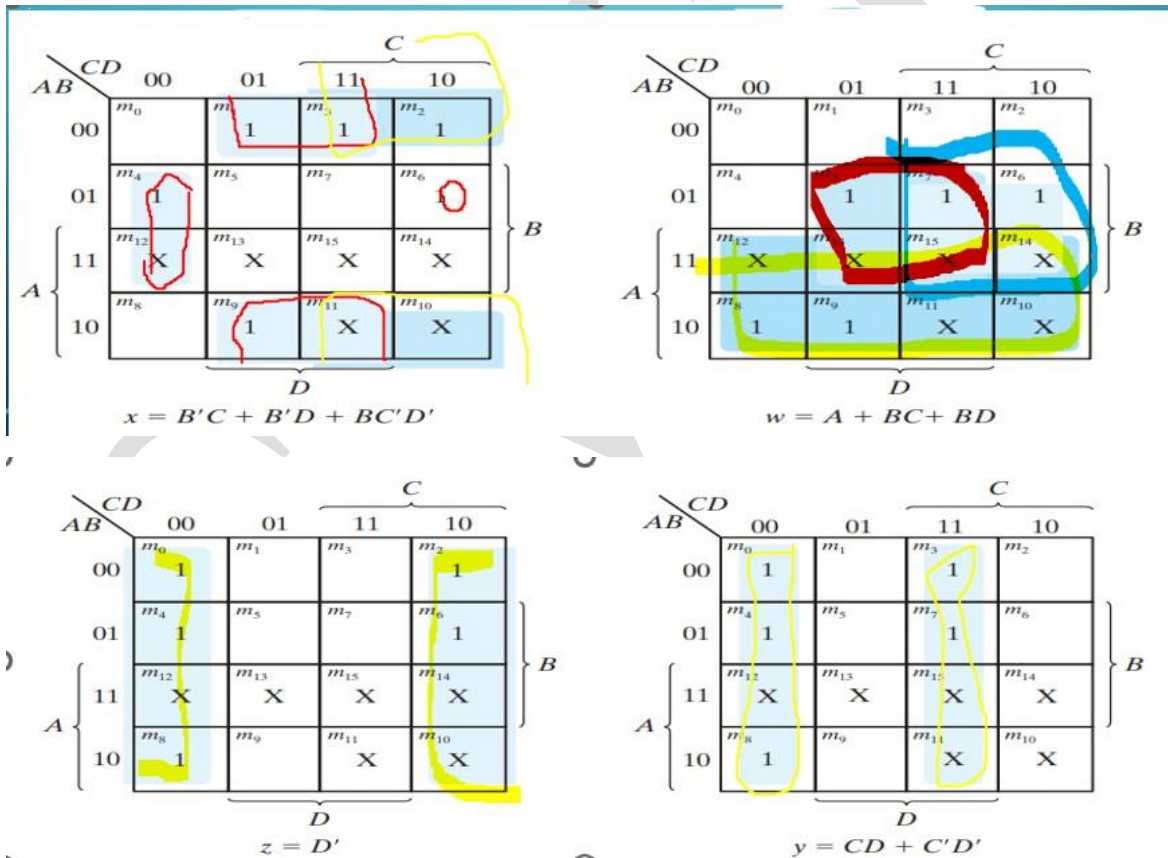 C
CD
AB
00 01 11 10
m0 m m3 m2
00 1 1 1
m4 m5 m7 m6
01 1 1
B
m12 m13 m15 m14
11 X X X X
A
m8 m9 m11 m10
10 1 X X
D
x = B'C + B'D + BC'D'
C
CD
AB
00 01 11 10
m0 m1 m3 m2
00
m4 m7 m6
01 1 1 1
B
m12 m15 m14
11 X X X X
A
m8 m9 m11 m10
10 1 1 X X
D
w = A + BC + BD
C
CD
AB
00 01 11 10
m0 m1 m3 m2
00 1 1
m4 m5 m7 m6
01 1 1
B
m12 m13 m15 m14
11 X X X X
A
m8 m9 m11 m10
10 1 X X
D
z = D'
C
CD
AB
00 01 11 10
m0 m1 m3 m2
00 1 1
m4 m5 m7 m6
01 1 1
B
m12 m13 m15 m14
11 X X X X
A
m8 m9 m11 m10
10 1 X X
D
y = CD + C'D'